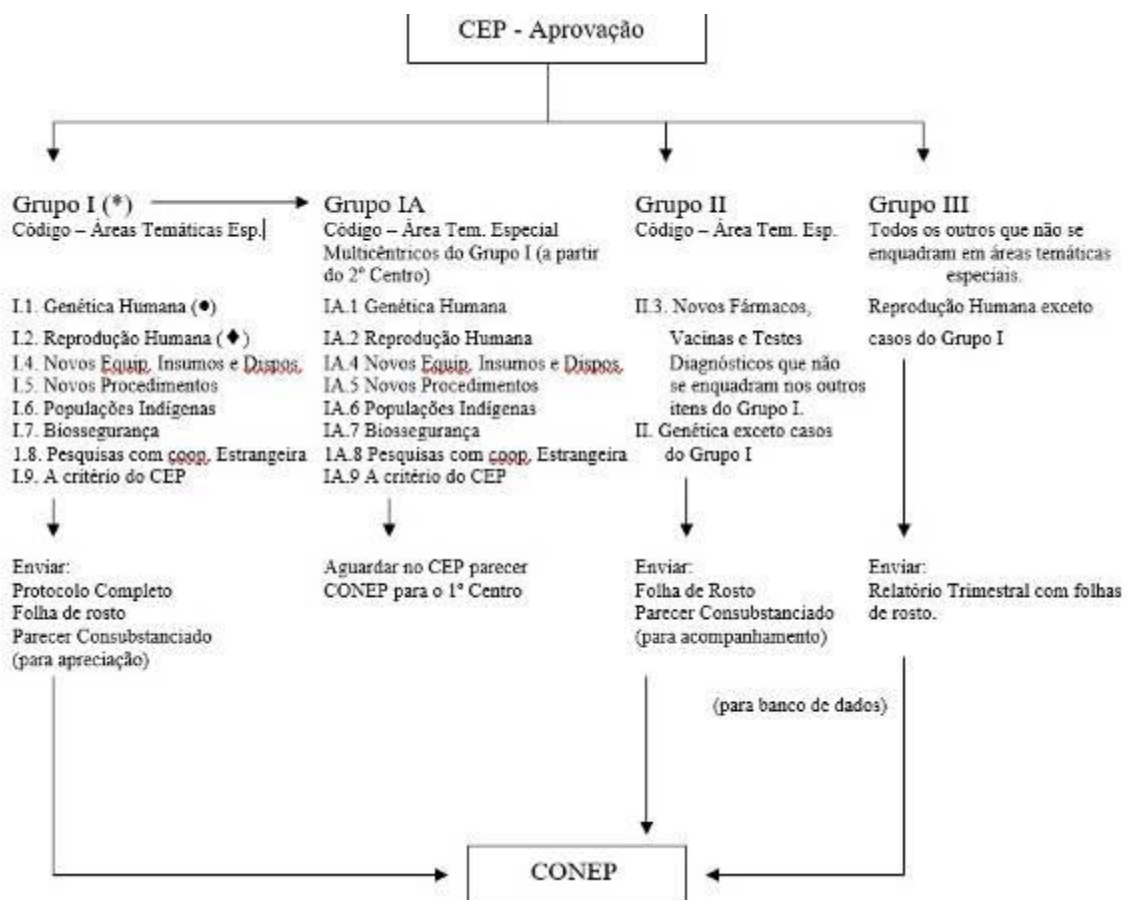 CEP - Aprovação
Grupo I (*)
Código – Áreas Temáticas Esp.
I.1. Genética Humana (●)
I.2. Reprodução Humana (♦)
I.4. Novos Equip. Insumos e Dispos.
I.5. Novos Procedimentos
I.6. Populações Indígenas
I.7. Biossegurança
1.8. Pesquisas com coop. Estrangeira
I.9. A critério do CEP
Enviar:
Protocolo Completo
Folha de rosto
Parecer Consubstanciado
(para apreciação)
Grupo IA
Código – Área Tem. Especial
Multicêntricos do Grupo I (a partir
do 2º Centro)
IA.1 Genética Humana
IA.2 Reprodução Humana
IA.4 Novos Equip. Insumos e Dispos.
IA.5 Novos Procedimentos
IA.6 Populações Indígenas
IA.7 Biossegurança
1A.8 Pesquisas com coop. Estrangeira
IA.9 A critério do CEP
Aguardar no CEP parecer
CONEP para o 1º Centro
Grupo II
Código – Área Tem. Esp.
II.3. Novos Fármacos,
Vacinas e Testes
Diagnósticos que não
se enquadram nos outros
itens do Grupo I.
II. Genética exceto casos
do Grupo I
Enviar:
Folha de Rosto
Parecer Consubstanciado
(para acompanhamento)
Grupo III
Todos os outros que não se
enquadram em áreas temáticas
especiais.
Reprodução Humana exceto
casos do Grupo I
Enviar:
Relatório Trimestral com folhas
de rosto.
(para banco de dados)
CONEP